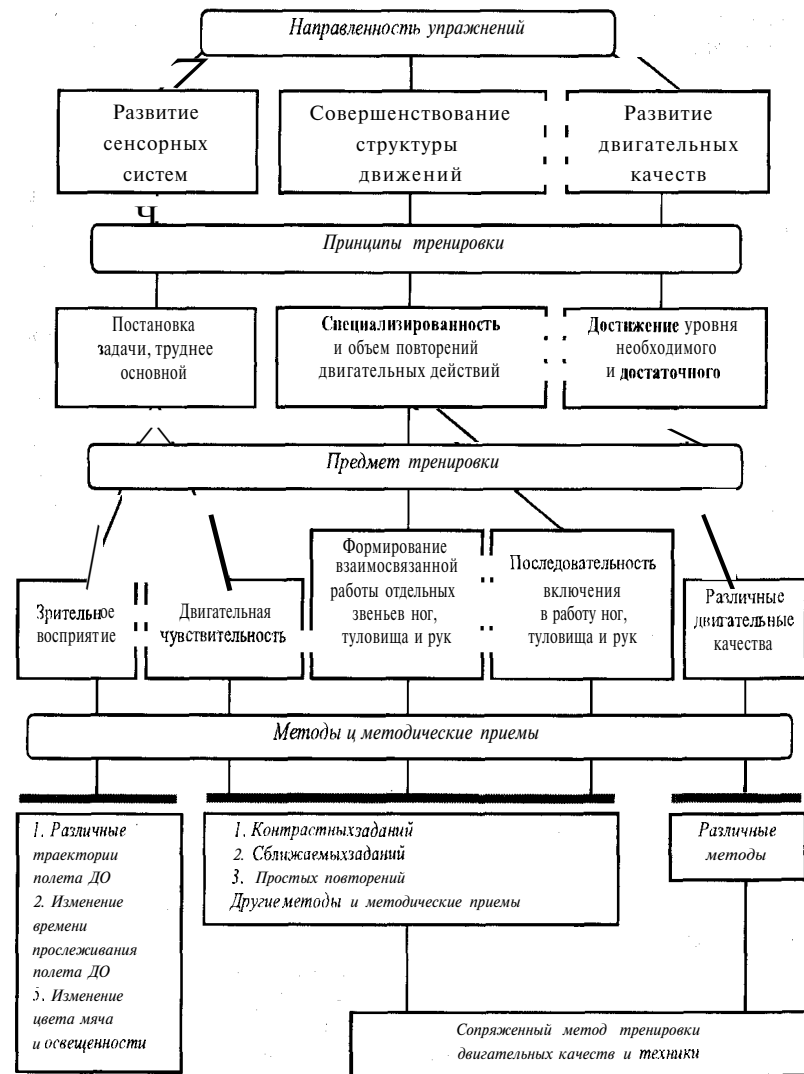 Направленность упражнений
Развитие
сенсорных
систем
Совершенствование
структуры
движений
Развитие
двигательных
качеств
Ч
Принципы тренировки
Постановка
задачи, труднее
основной
Специализированность
и объем повторений
двигательных действий
Достижение уровня
необходимого
и достаточного
Предмет тренировки
Зрительное
восприятие
Двигательная
чувствительность
Формирование
взаимосвязанной
работы отдельных
звеньев ног,
туловища и рук
Последовательность
включения
в работу ног,
туловища и рук
Различные
двигательные
качества
Методы ц методические приемы
1. Различные
траектории
полета ДО
2. Изменение
времени
прослеживания
полета ДО
5. Изменение
цвета мяча
и освещенности
1. Контрастныхзаданий
2. Сближаемыхзаданий
3. Простых повторений
Другие методы и методические приемы
Различные
методы
Сопряженный метод тренировки
двигательных качеств и техники